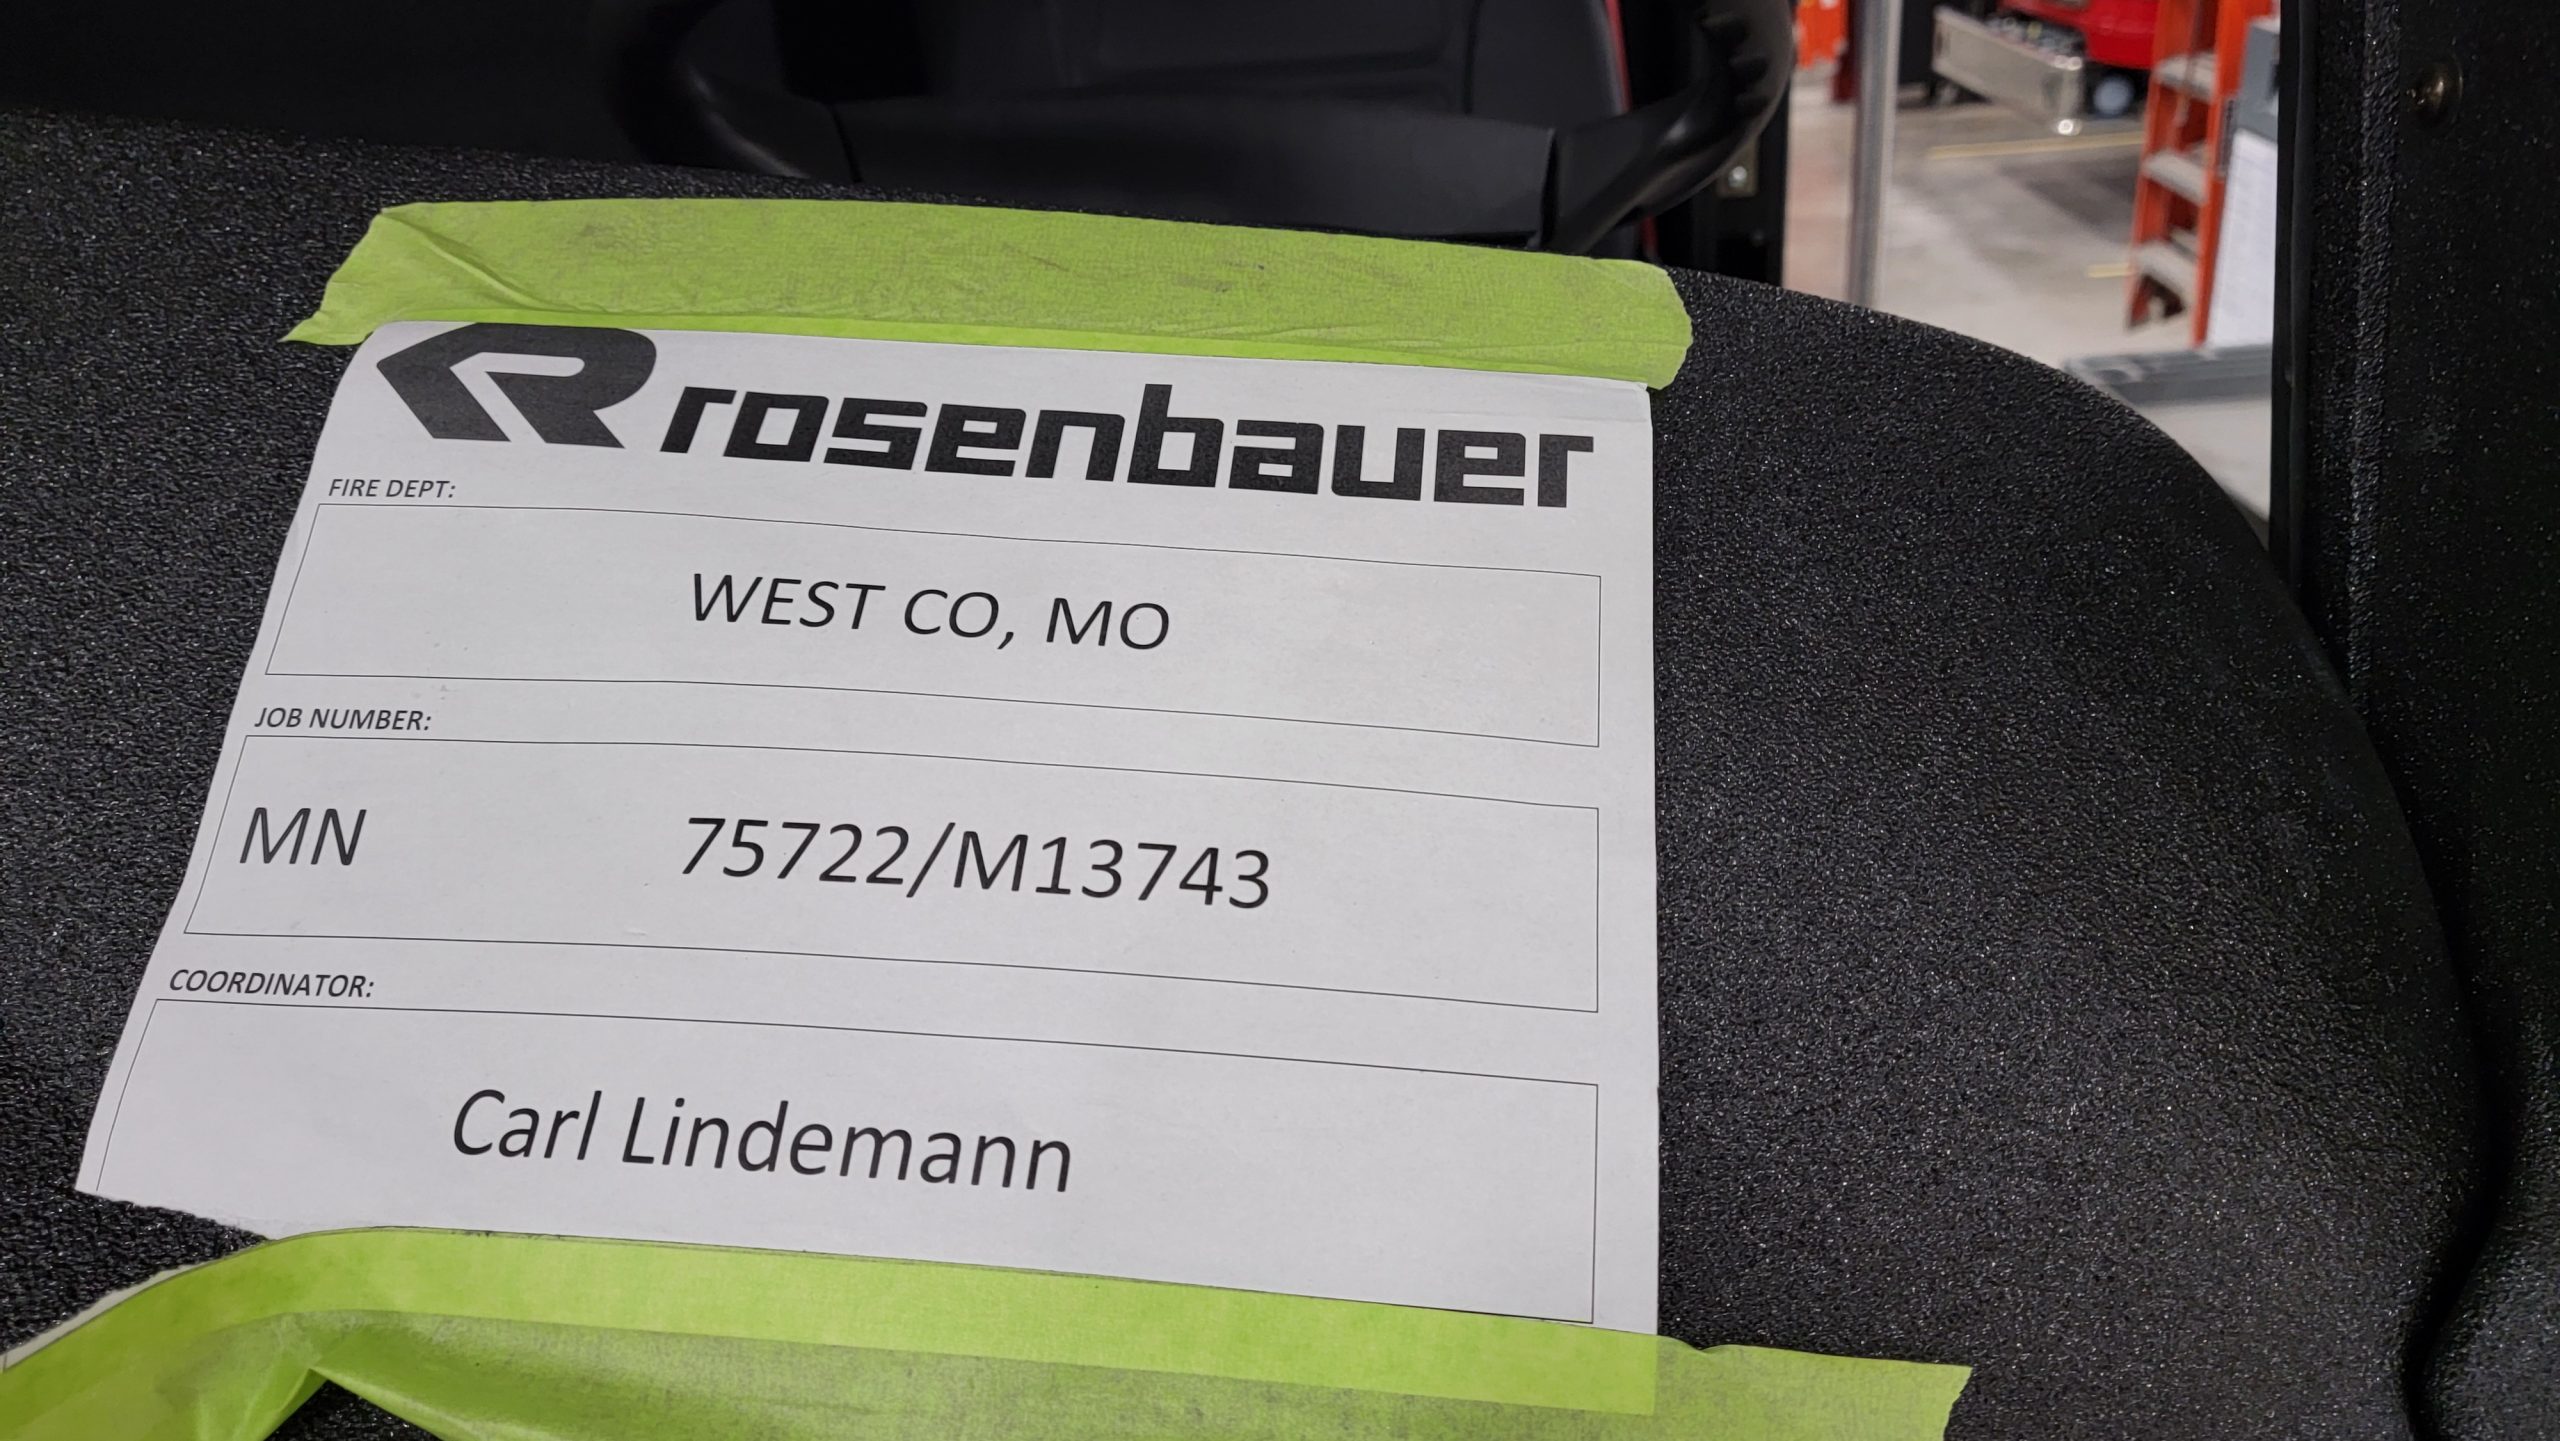 rosenbauer
FIRE DEPT:
WEST CO, MO
JOB NUMBER:
MN 75722/M13743
COORDINATOR:
Carl Lindemann